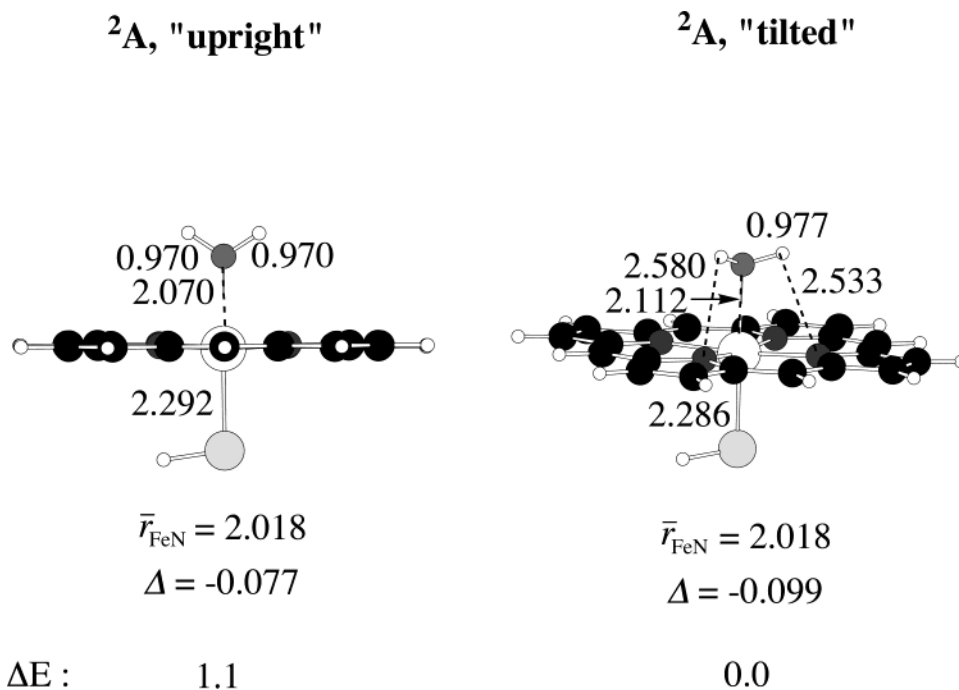 ²A, "upright"
²A, "tilted"
0.970
0.970
2.070
2.292
0.977
2.580
2.533
2.112
2.286
r̄FeN = 2.018
r̄FeN = 2.018
Δ = -0.077
Δ = -0.099
ΔE : 1.1 0.0